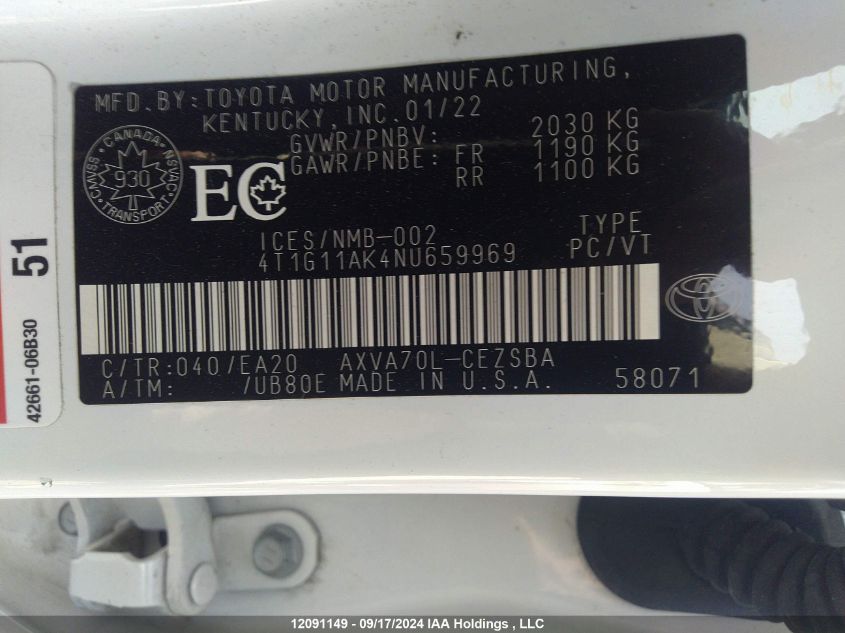 MFD. BY: TOYOTA MOTOR MANUFACTURING,
KENTUCKY, INC. 01/22
GVWR/PNBV: 2030 KG
GAWR/PNBE: FR 1190 KG
RR 1100 KG
CANADA
CMVSS 930 NSVAC
TRANSPORT
EC
ICES/NMB-002
TYPE
4T1G11AK4NU659969 PC/VT
C/TR: 040 /EA20 AXVA70L-CEZSBA
A/TM: /UB80E MADE IN U.S.A. 58071
51
42661-06B30
12091149 - 09/17/2024 IAA Holdings , LLC